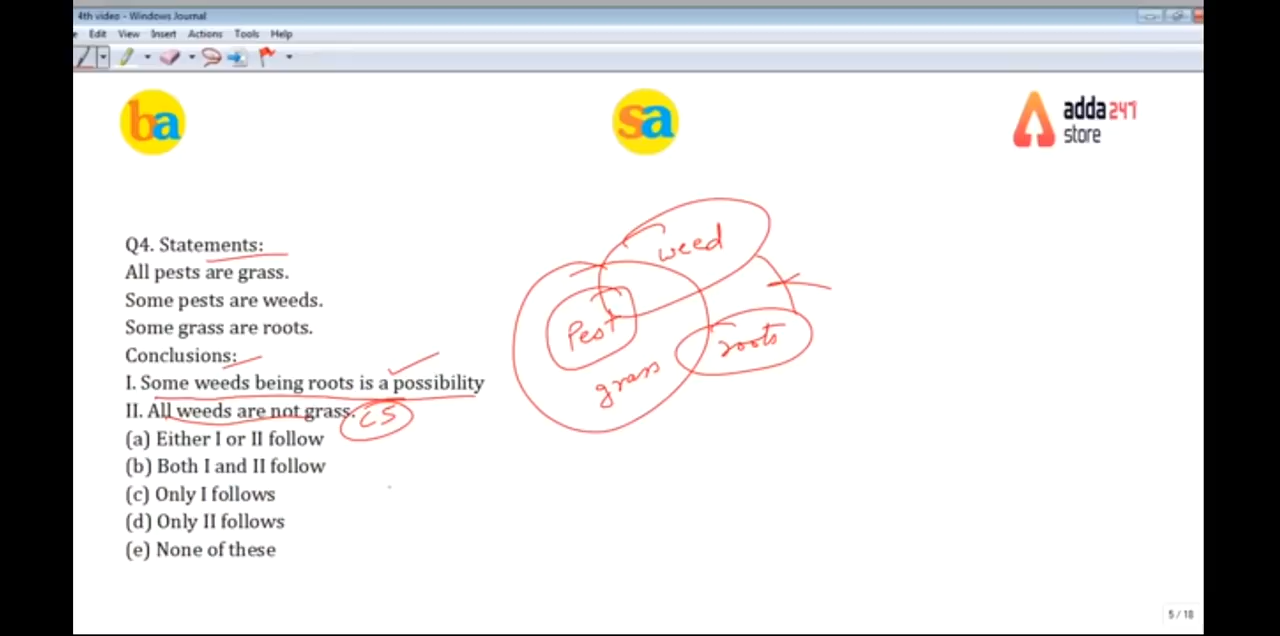 4th video - Windows Journal
Edit View Insert Actions Tools Help
ba
sa
adda247
store
Q4. Statements:
All pests are grass.
Some pests are weeds.
Some grass are roots.
Conclusions:
I. Some weeds being roots is a possibility
II. All weeds are not grass.
CS
(a) Either I or II follow
(b) Both I and II follow
(c) Only I follows
(d) Only II follows
(e) None of these
weed
Pest
roots
grass
5 / 18